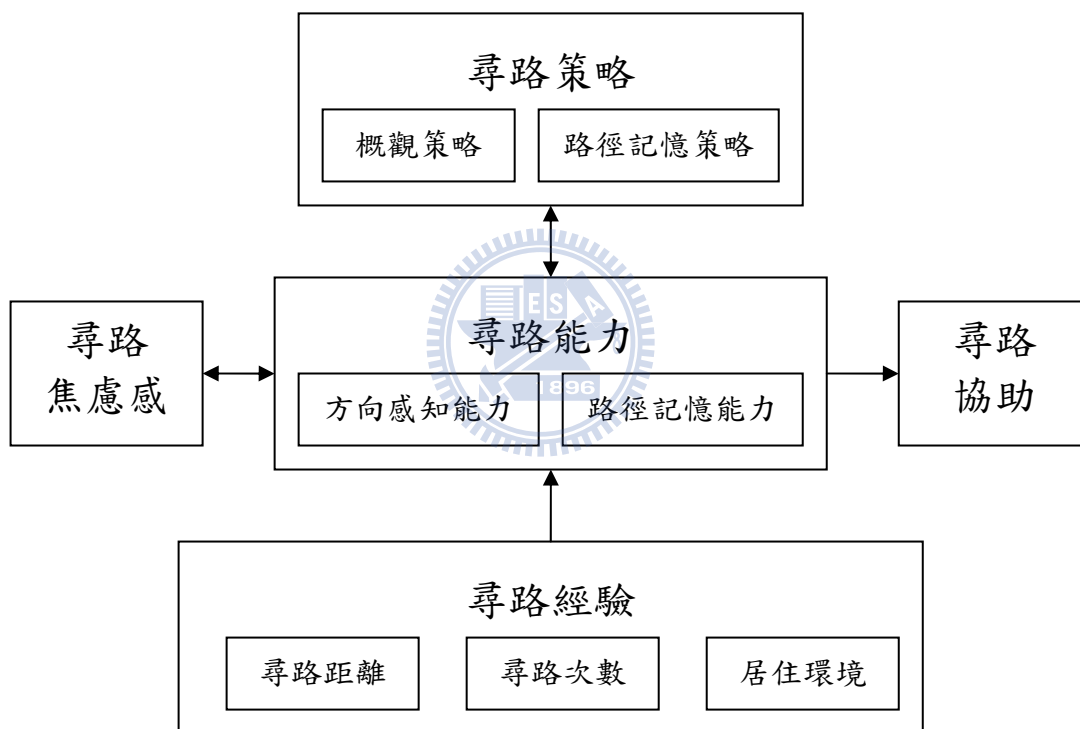 尋路策略
概觀策略 路徑記憶策略
尋路能力
方向感知能力 路徑記憶能力
尋路
焦慮感
尋路
協助
尋路經驗
尋路距離 尋路次數 居住環境
ESA
1896